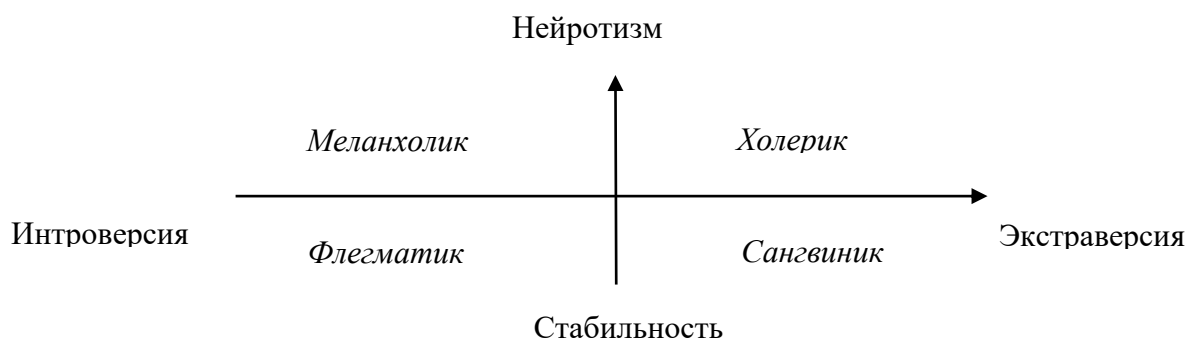 Нейротизм
Меланхолик Холерик
Интроверсия Экстраверсия
Флегматик Сангвиник
Стабильность